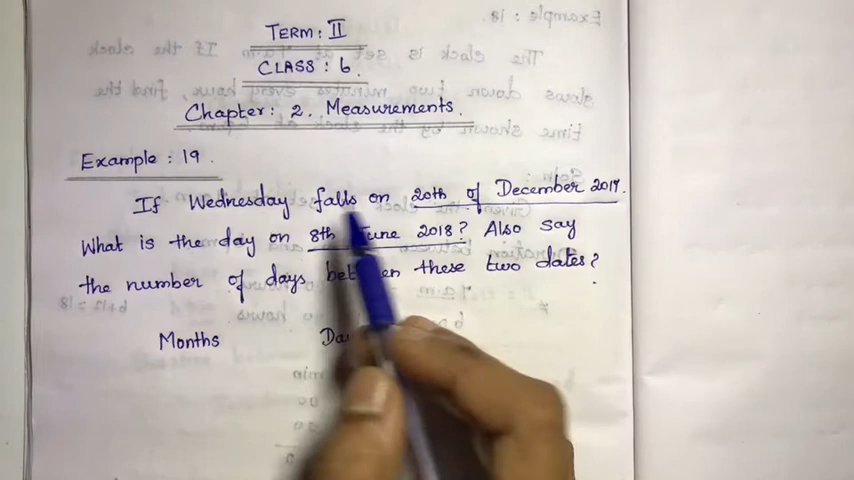 TERM: II
CLASS: 6.
Chapter: 2. Measurements.
Example: 19.
If Wednesday falls on 20th of December 2017.
What is the day on 8th June 2018? Also say
the number of days between these two dates?
Months